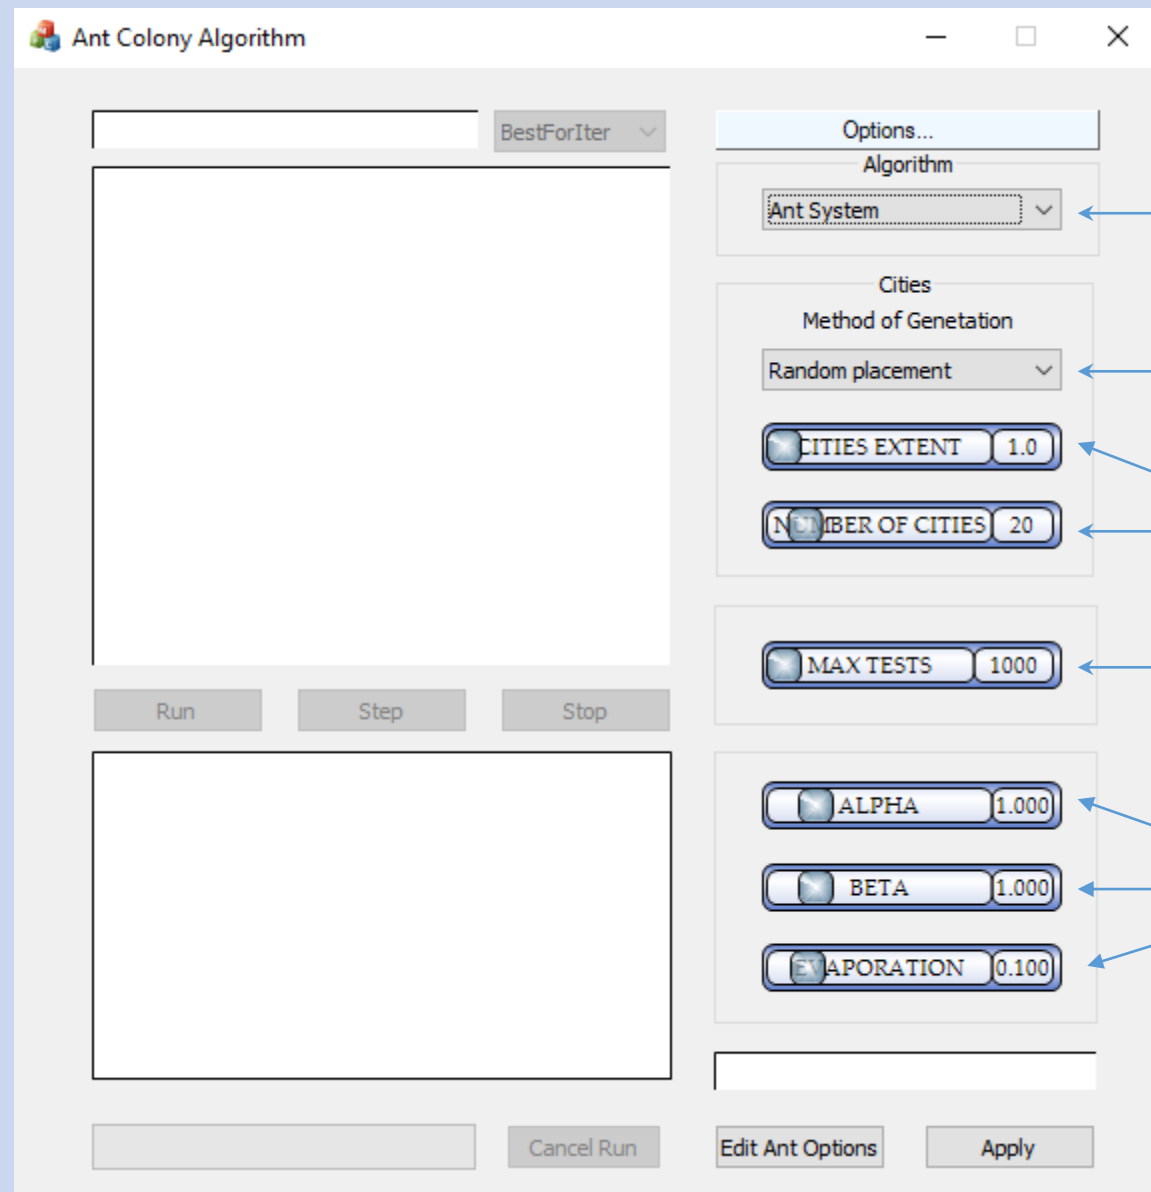 Ant Colony Algorithm
BestForIter
Options...
Algorithm
Ant System
Cities
Method of Genetation
Random placement
CITIES EXTENT 1.0
NUMBER OF CITIES 20
MAX TESTS 1000
Run Step Stop
ALPHA 1.000
BETA 1.000
EVAPORATION 0.100
Cancel Run Edit Ant Options Apply